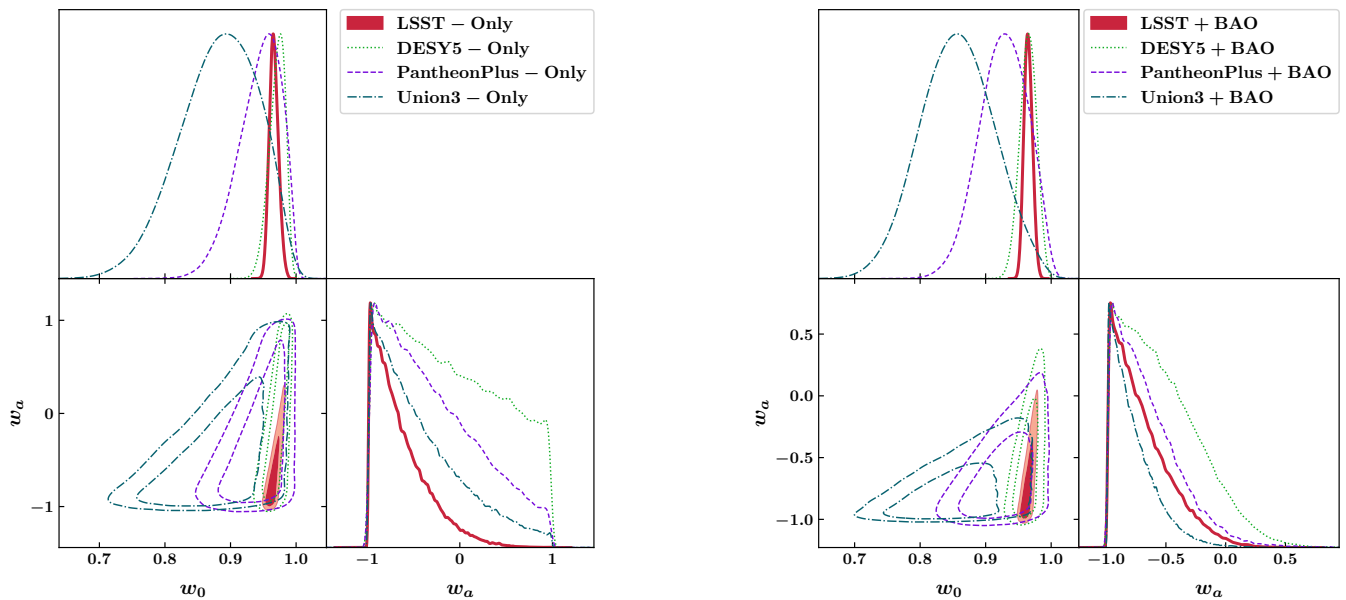 LSST − Only
DESY5 − Only
PantheonPlus − Only
Union3 − Only
1
0
−1
w_a
0.7 0.8 0.9 1.0
w_0
−1 0 1
w_a
LSST + BAO
DESY5 + BAO
PantheonPlus + BAO
Union3 + BAO
0.5
0.0
−0.5
−1.0
w_a
0.7 0.8 0.9 1.0
w_0
−1.0 −0.5 0.0 0.5
w_a